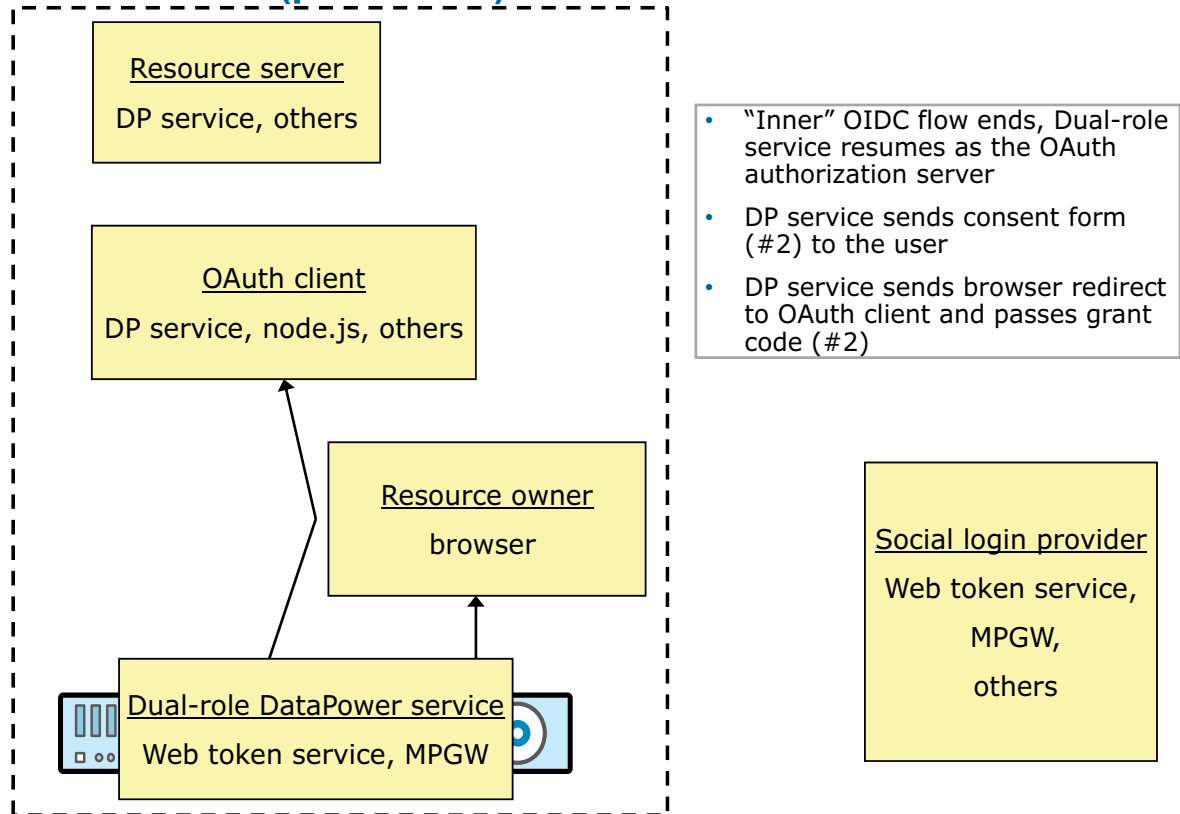 Resource server
DP service, others
OAuth client
DP service, node.js, others
Resource owner
browser
Dual-role DataPower service
Web token service, MPGW
• “Inner” OIDC flow ends, Dual-role
service resumes as the OAuth
authorization server
• DP service sends consent form
(#2) to the user
• DP service sends browser redirect
to OAuth client and passes grant
code (#2)
Social login provider
Web token service,
MPGW,
others